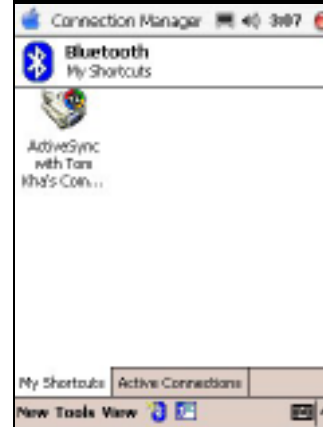 Connection Manager 3:07
Bluetooth
My Shortcuts
ActiveSync
with Tom
Kha's Com...
My Shortcuts Active Connections
New Tools View